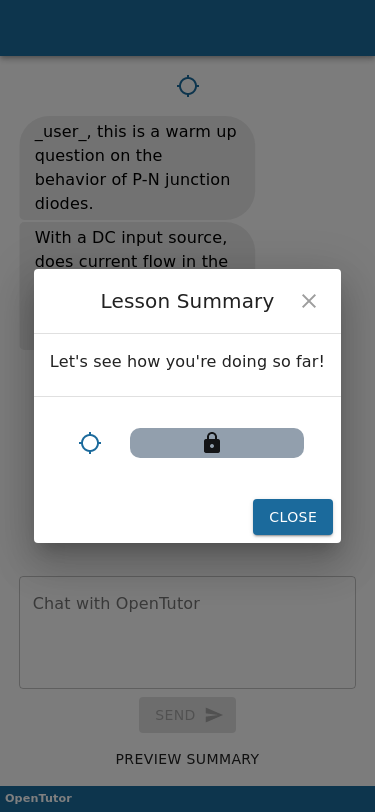 _user_, this is a warm up
question on the
behavior of P-N junction
diodes.
With a DC input source,
does current flow in the
Lesson Summary
Let's see how you're doing so far!
CLOSE
Chat with OpenTutor
SEND
PREVIEW SUMMARY
OpenTutor